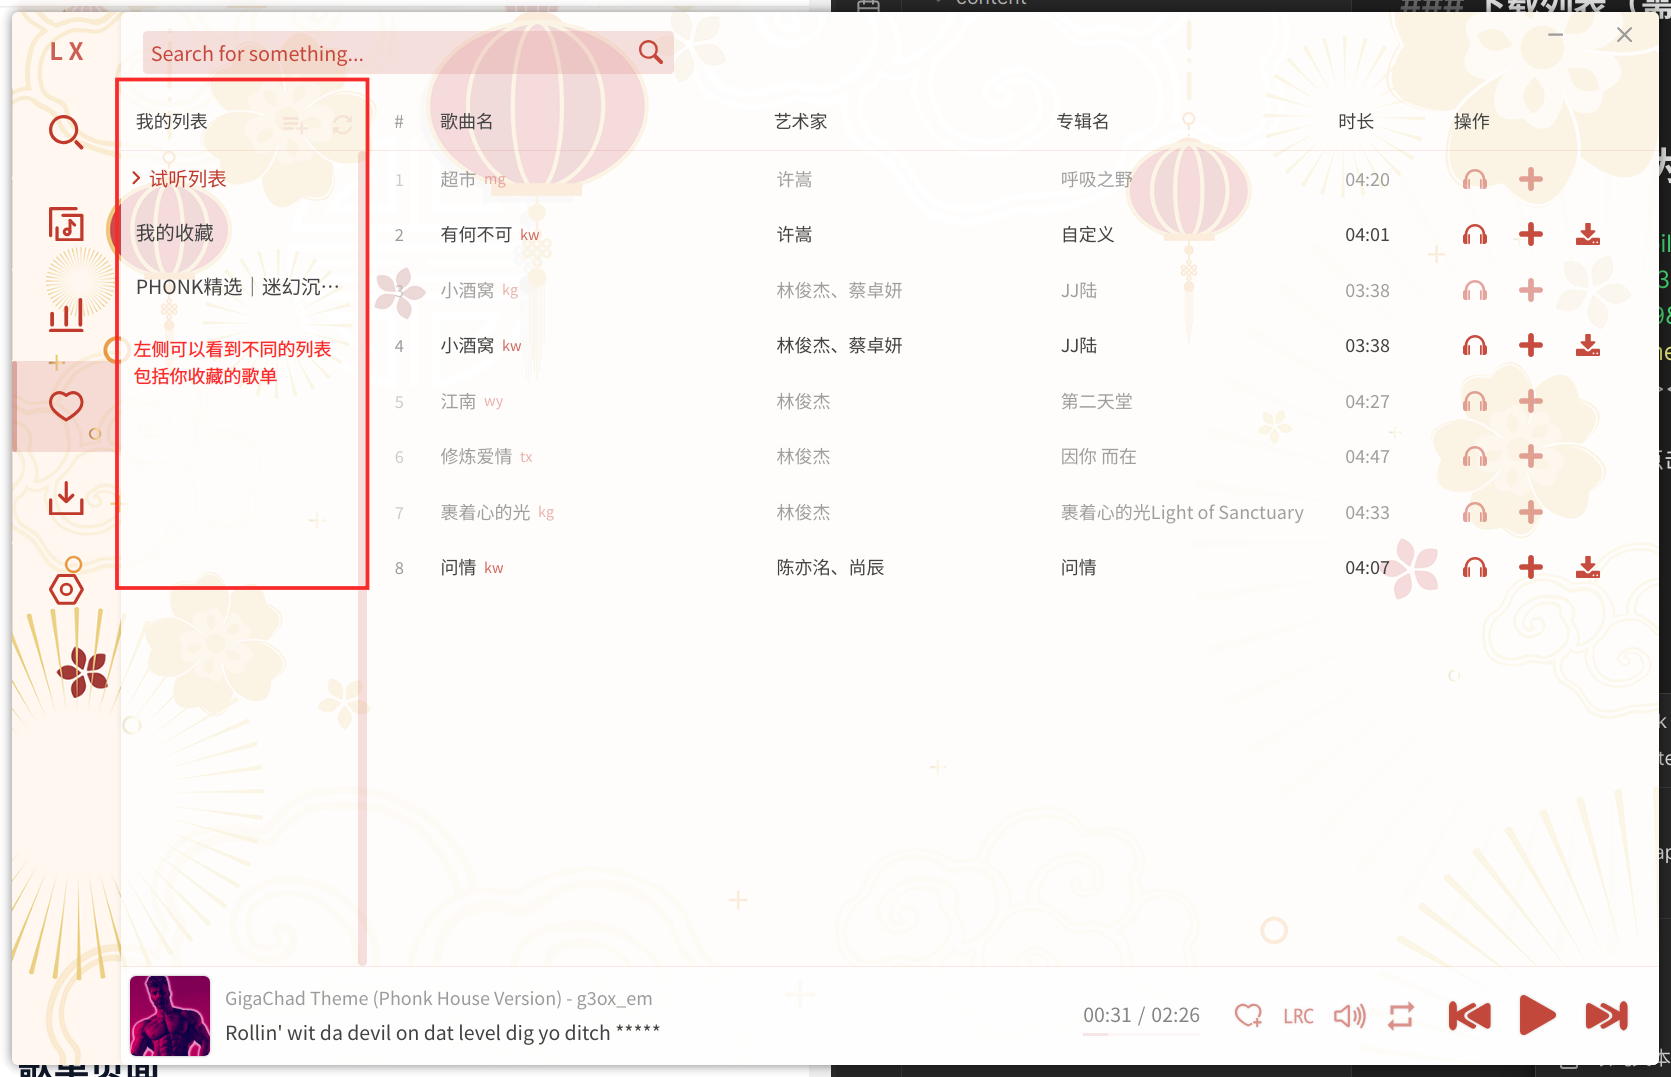 content
### 下载列表
LX
Search for something...
我的列表
# 歌曲名 艺术家 专辑名 时长 操作
试听列表
我的收藏
PHONK精选｜迷幻沉…
左侧可以看到不同的列表
包括你收藏的歌单
1 超市 mg 许嵩 呼吸之野 04:20
2 有何不可 kw 许嵩 自定义 04:01
3 小酒窝 kg 林俊杰、蔡卓妍 JJ陆 03:38
4 小酒窝 kw 林俊杰、蔡卓妍 JJ陆 03:38
5 江南 wy 林俊杰 第二天堂 04:27
6 修炼爱情 tx 林俊杰 因你 而在 04:47
7 裹着心的光 kg 林俊杰 裹着心的光Light of Sanctuary 04:33
8 问情 kw 陈亦洺、尚辰 问情 04:07
GigaChad Theme (Phonk House Version) - g3ox_em
Rollin' wit da devil on dat level dig yo ditch *****
00:31 / 02:26
LRC
歌单页面